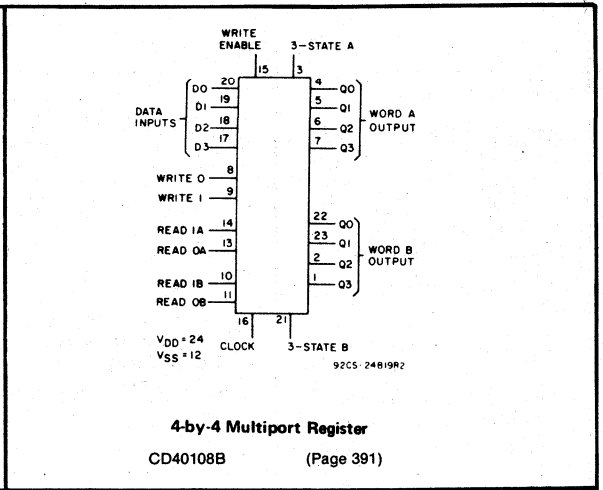 WRITE
ENABLE
3-STATE A
15
3
DATA
INPUTS
D0 20
D1 19
D2 18
D3 17
4 Q0
5 Q1
6 Q2
7 Q3
WORD A
OUTPUT
WRITE 0 8
WRITE 1 9
READ 1A 14
READ 0A 13
READ 1B 10
READ 0B 11
22 Q0
23 Q1
2 Q2
1 Q3
WORD B
OUTPUT
16
21
VDD = 24
VSS = 12
CLOCK
3-STATE B
92CS-24819R2
4-by-4 Multiport Register
CD40108B (Page 391)